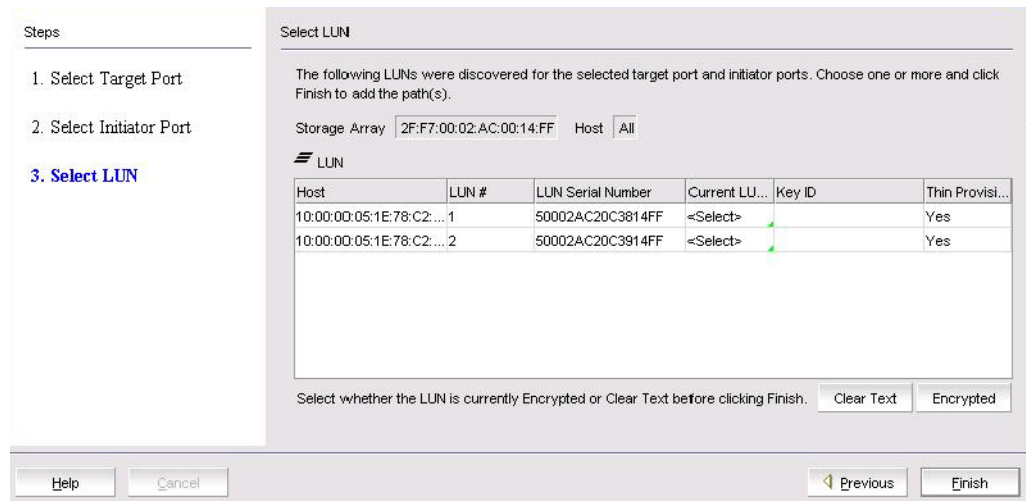 Steps
1. Select Target Port
2. Select Initiator Port
3. Select LUN
Select LUN
The following LUNs were discovered for the selected target port and initiator ports. Choose one or more and click
Finish to add the path(s).
Storage Array 2F:F7:00:02:AC:00:14:FF Host All
LUN
Host LUN # LUN Serial Number Current LU... Key ID Thin Provisi...
10:00:00:05:1E:78:C2:... 1 50002AC20C3814FF <Select> Yes
10:00:00:05:1E:78:C2:... 2 50002AC20C3914FF <Select> Yes
Select whether the LUN is currently Encrypted or Clear Text before clicking Finish. Clear Text Encrypted
Help Cancel Previous Finish